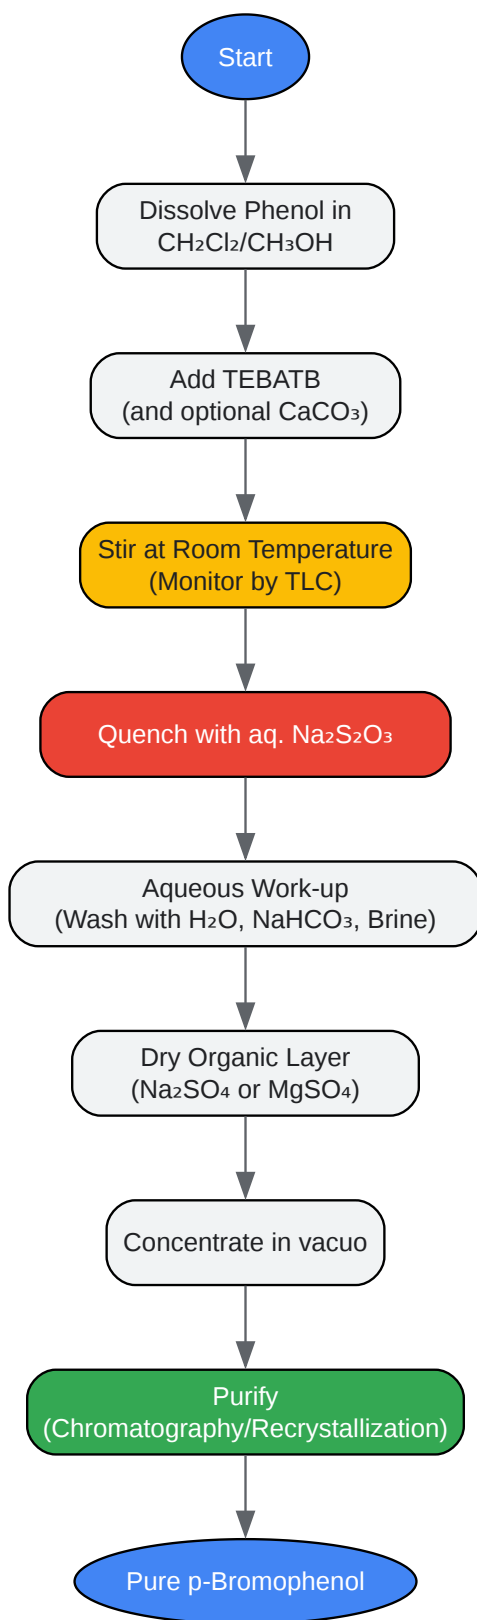 Start
Dissolve Phenol in
CH₂Cl₂/CH₃OH
Add TEBATB
(and optional CaCO₃)
Stir at Room Temperature
(Monitor by TLC)
Quench with aq. Na₂S₂O₃
Aqueous Work-up
(Wash with H₂O, NaHCO₃, Brine)
Dry Organic Layer
(Na₂SO₄ or MgSO₄)
Concentrate in vacuo
Purify
(Chromatography/Recrystallization)
Pure p-Bromophenol